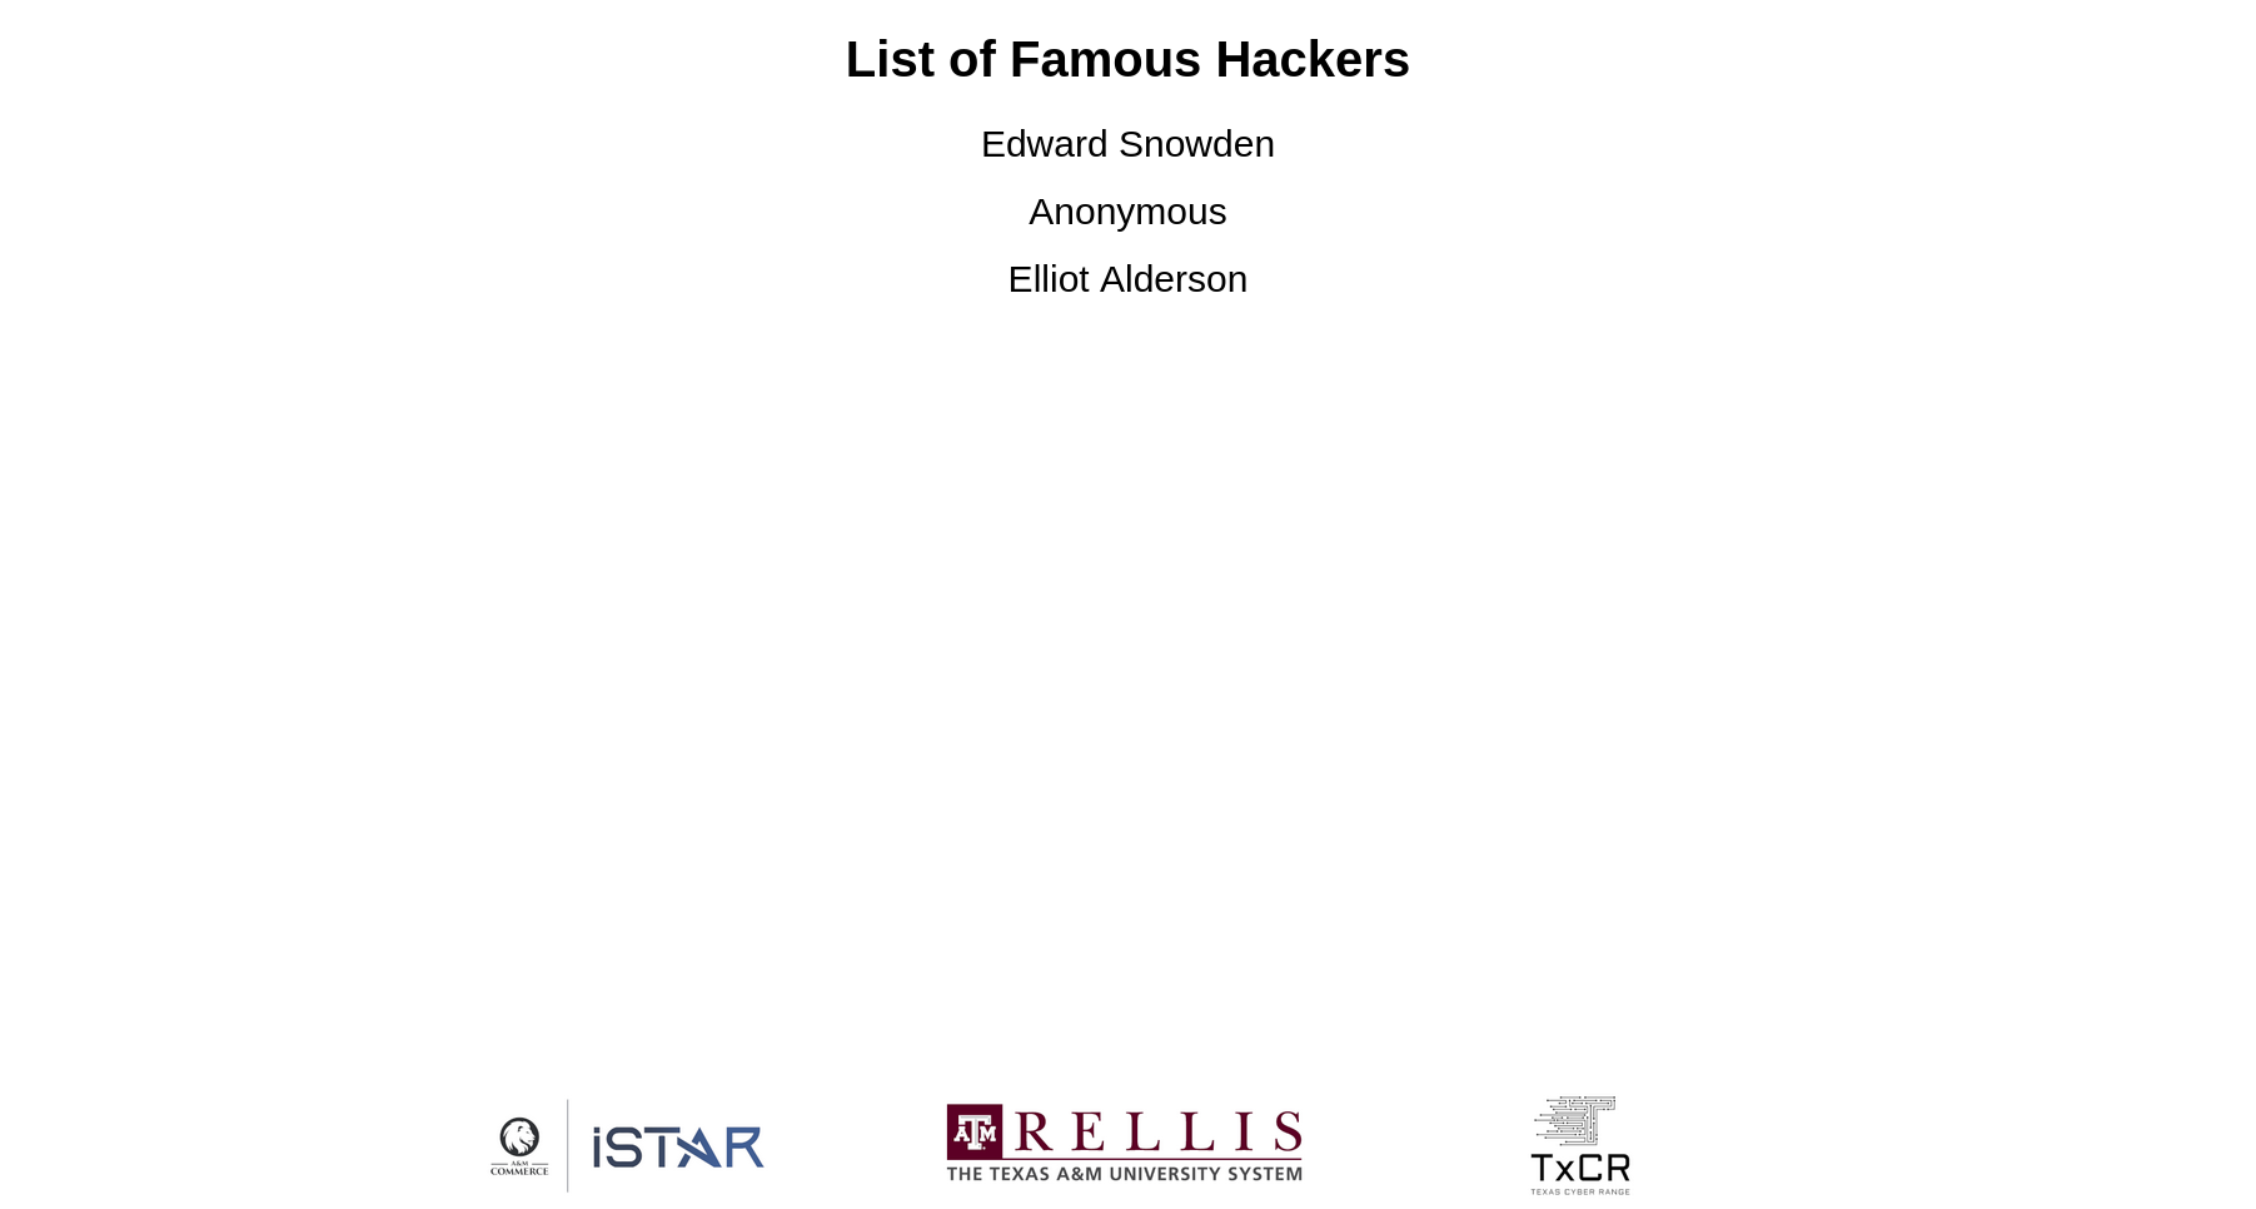 List of Famous Hackers
Edward Snowden
Anonymous
Elliot Alderson
A&M
COMMERCE
iSTAR
ATM RELLIS
THE TEXAS A&M UNIVERSITY SYSTEM
TxCR
TEXAS CYBER RANGE